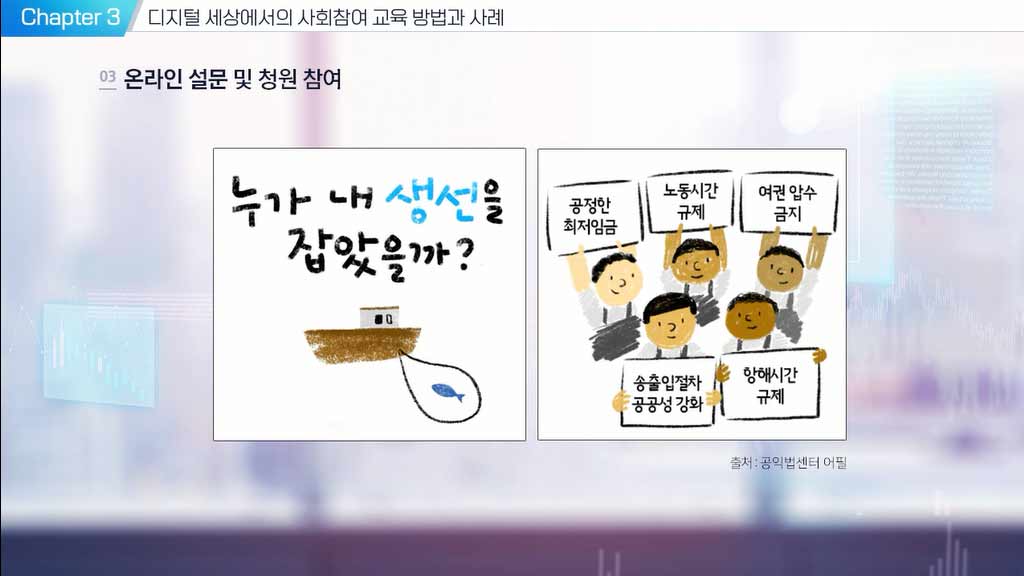 Chapter 3
디지털 세상에서의 사회참여 교육 방법과 사례
03 온라인 설문 및 청원 참여
누가 내 생선을
잡았을까?
공정한
최저임금
노동시간
규제
여권 압수
금지
송출입절차
공공성 강화
항해시간
규제
출처 : 공익법센터 어필